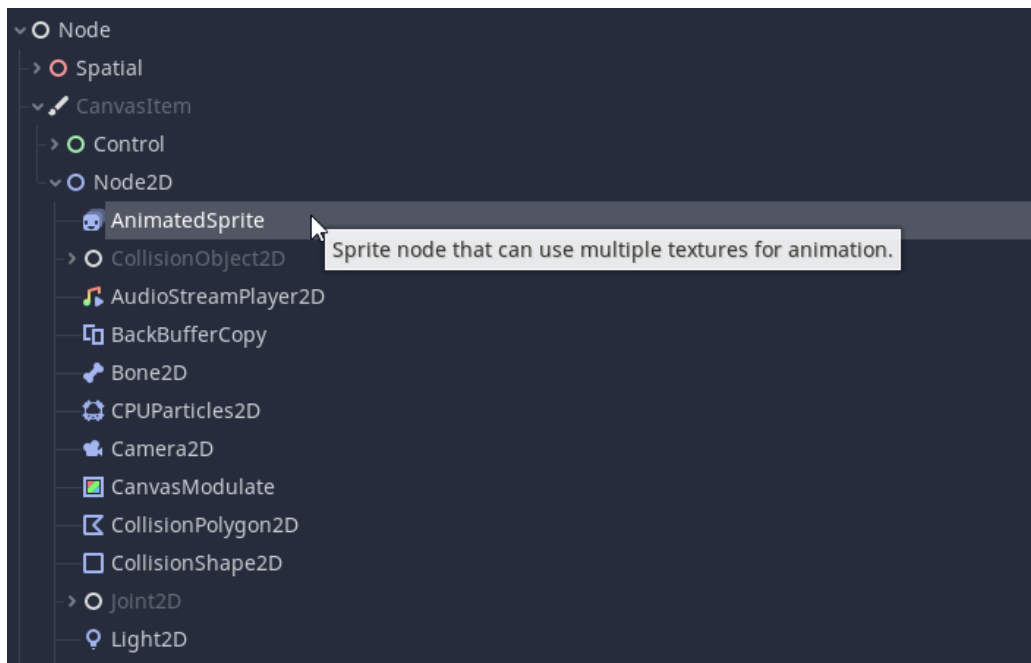 Node
Spatial
CanvasItem
Control
Node2D
AnimatedSprite
Sprite node that can use multiple textures for animation.
CollisionObject2D
AudioStreamPlayer2D
BackBufferCopy
Bone2D
CPUParticles2D
Camera2D
CanvasModulate
CollisionPolygon2D
CollisionShape2D
Joint2D
Light2D